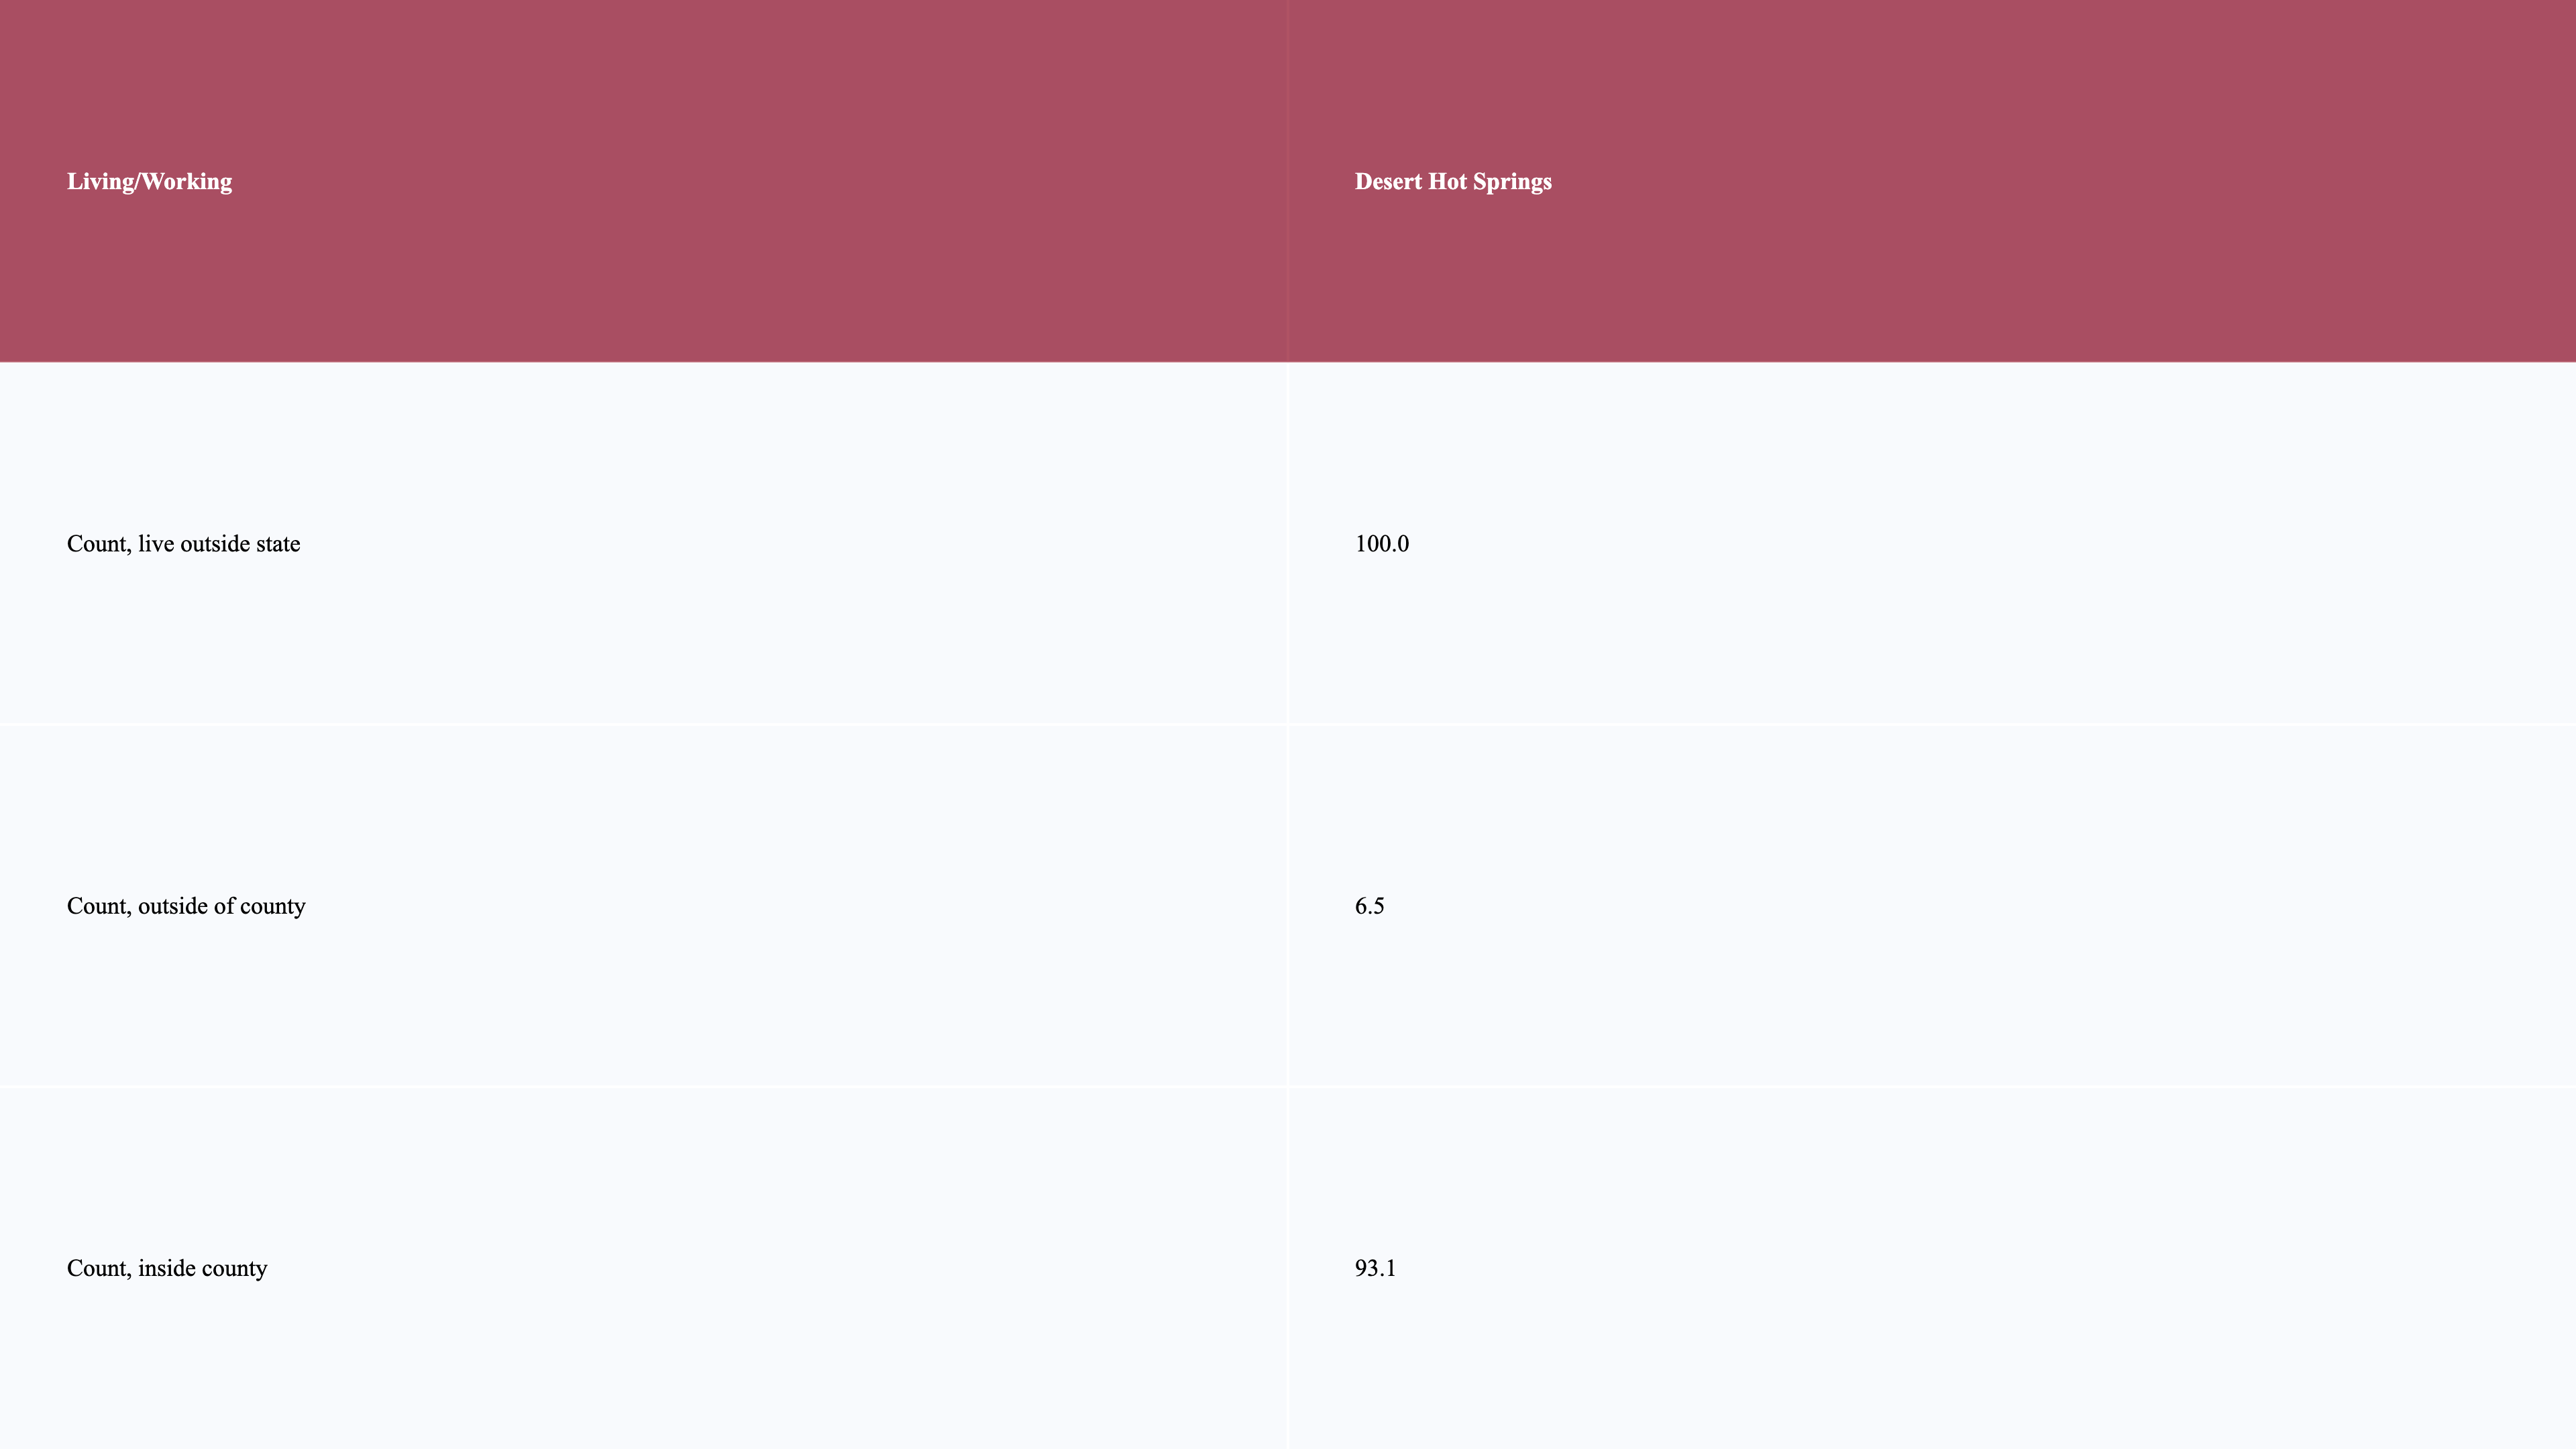 Living/Working Desert Hot Springs
Count, live outside state 100.0
Count, outside of county 6.5
Count, inside county 93.1